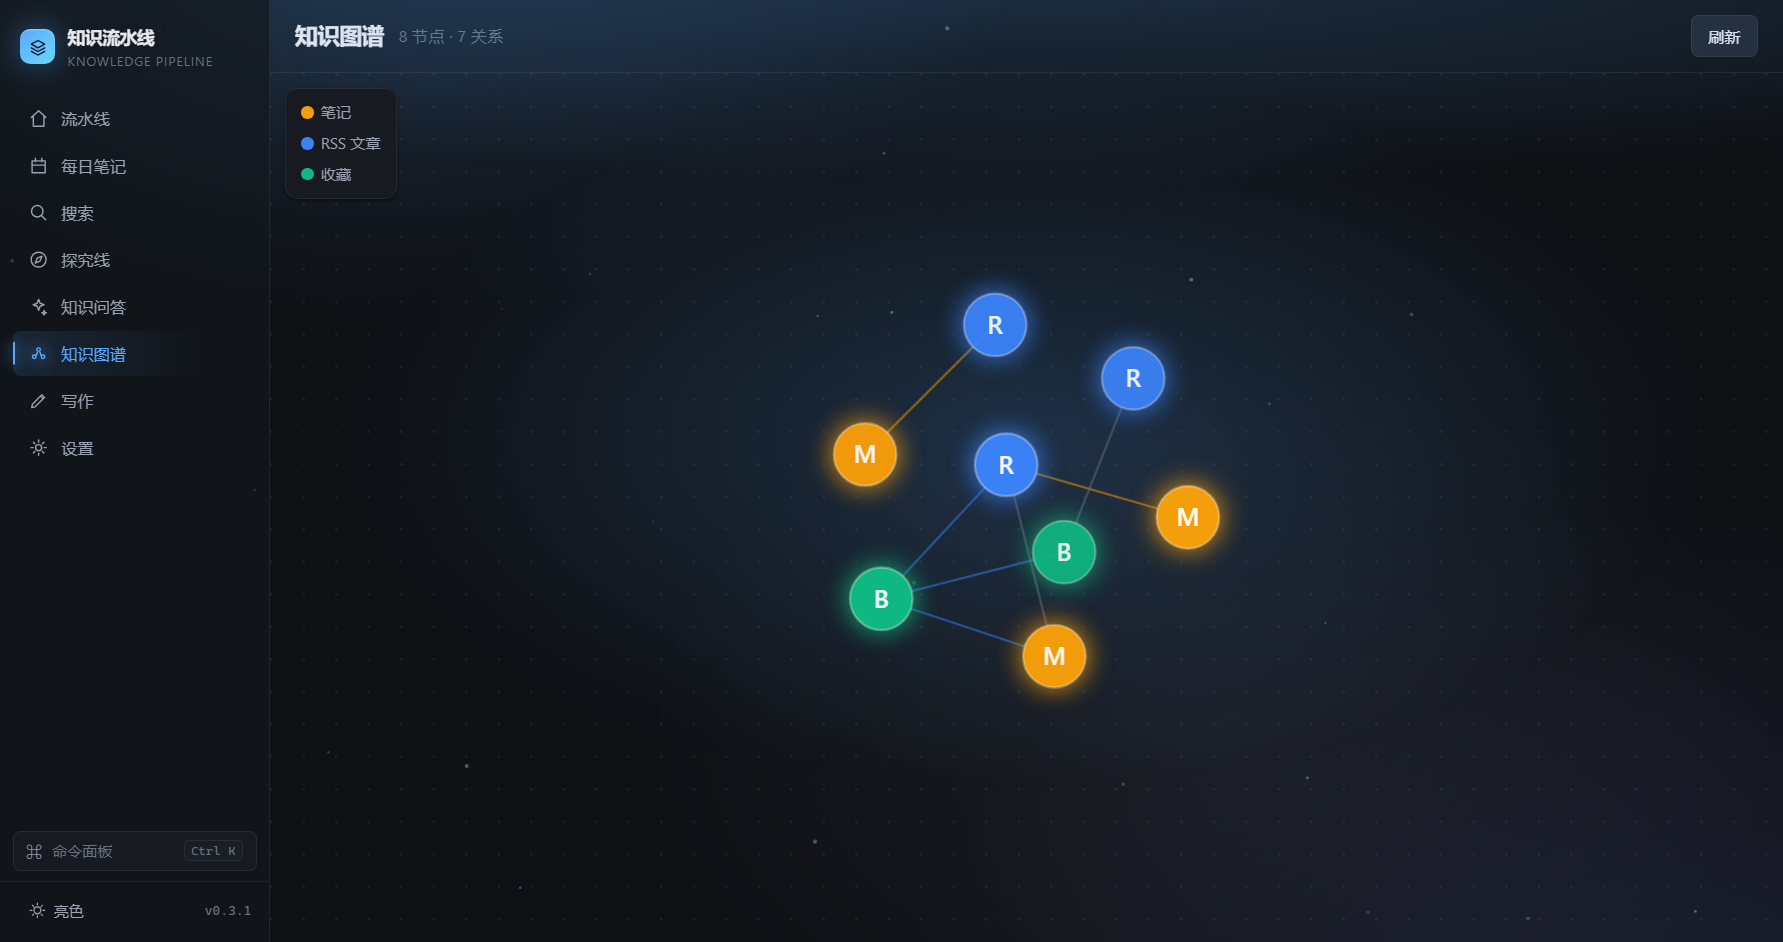 知识流水线
KNOWLEDGE PIPELINE
流水线
每日笔记
搜索
探究线
知识问答
知识图谱
写作
设置
命令面板 Ctrl K
亮色 v0.3.1
知识图谱 8 节点 · 7 关系
刷新
笔记
RSS 文章
收藏
R
R
M
R
M
B
B
M